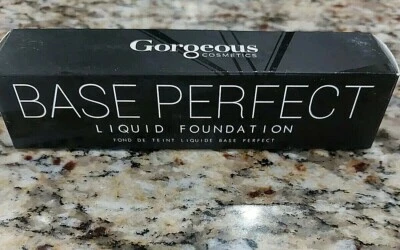 Gorgeous
COSMETICS
BASE PERFECT
LIQUID FOUNDATION
FOND DE TEINT LIQUIDE BASE PERFECT